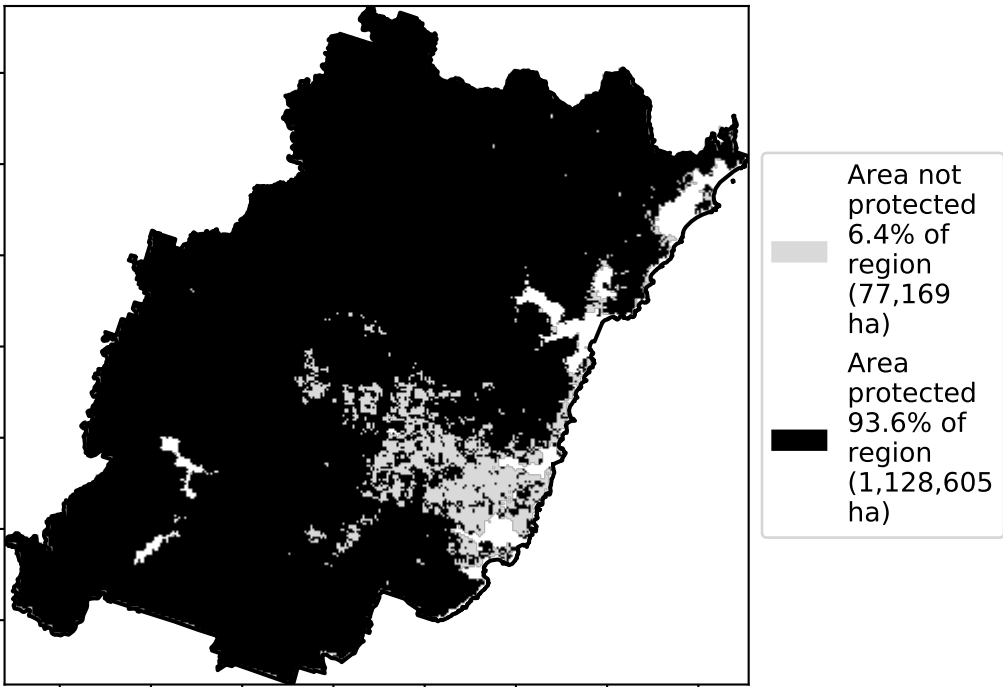 Area not
protected
6.4% of
region
(77,169
ha)
Area
protected
93.6% of
region
(1,128,605
ha)